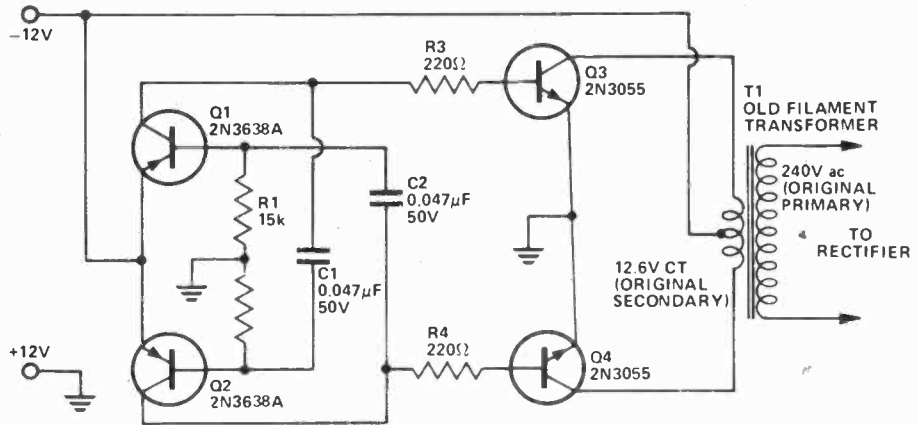 −12V
R3
220Ω
Q3
2N3055
T1
OLD FILAMENT
TRANSFORMER
Q1
2N3638A
240V ac
(ORIGINAL
PRIMARY)
TO
RECTIFIER
R1
15k
C2
0.047µF
50V
C1
0.047µF
50V
12.6V CT
(ORIGINAL
SECONDARY)
+12V
R4
220Ω
Q4
2N3055
Q2
2N3638A